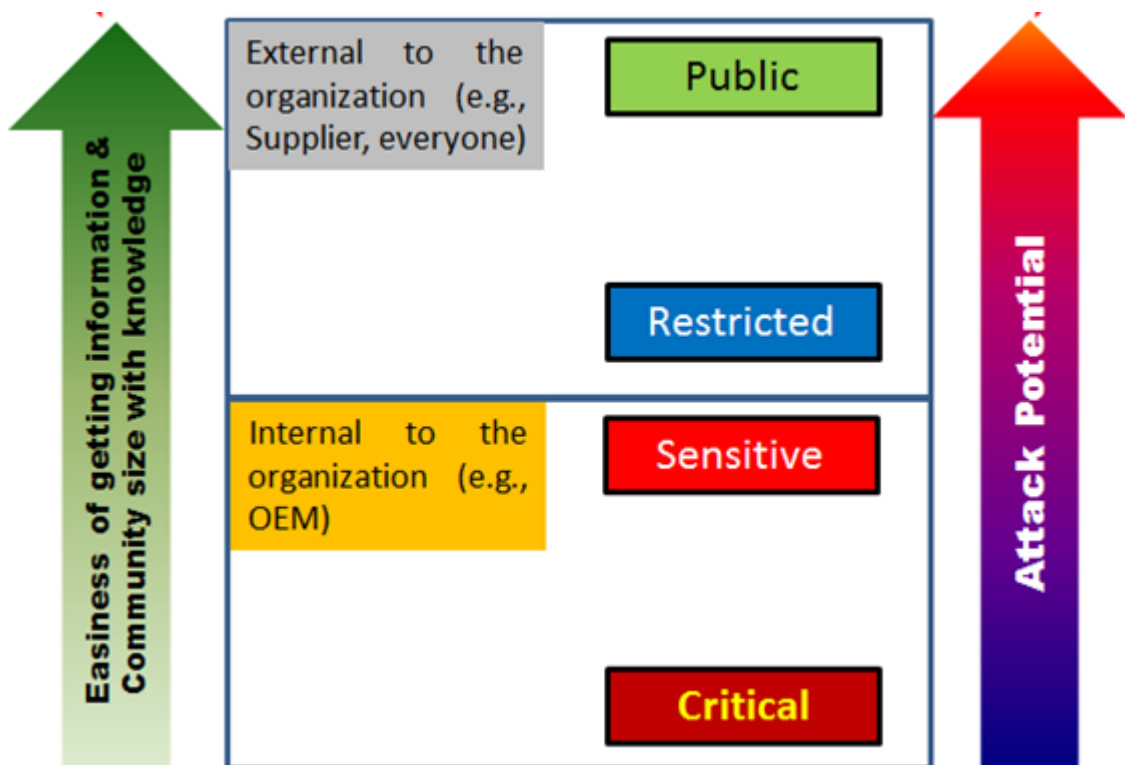 Easiness of getting information &
Community size with knowledge
External to the
organization (e.g.,
Supplier, everyone)
Public
Restricted
Internal to the
organization (e.g.,
OEM)
Sensitive
Critical
Attack Potential